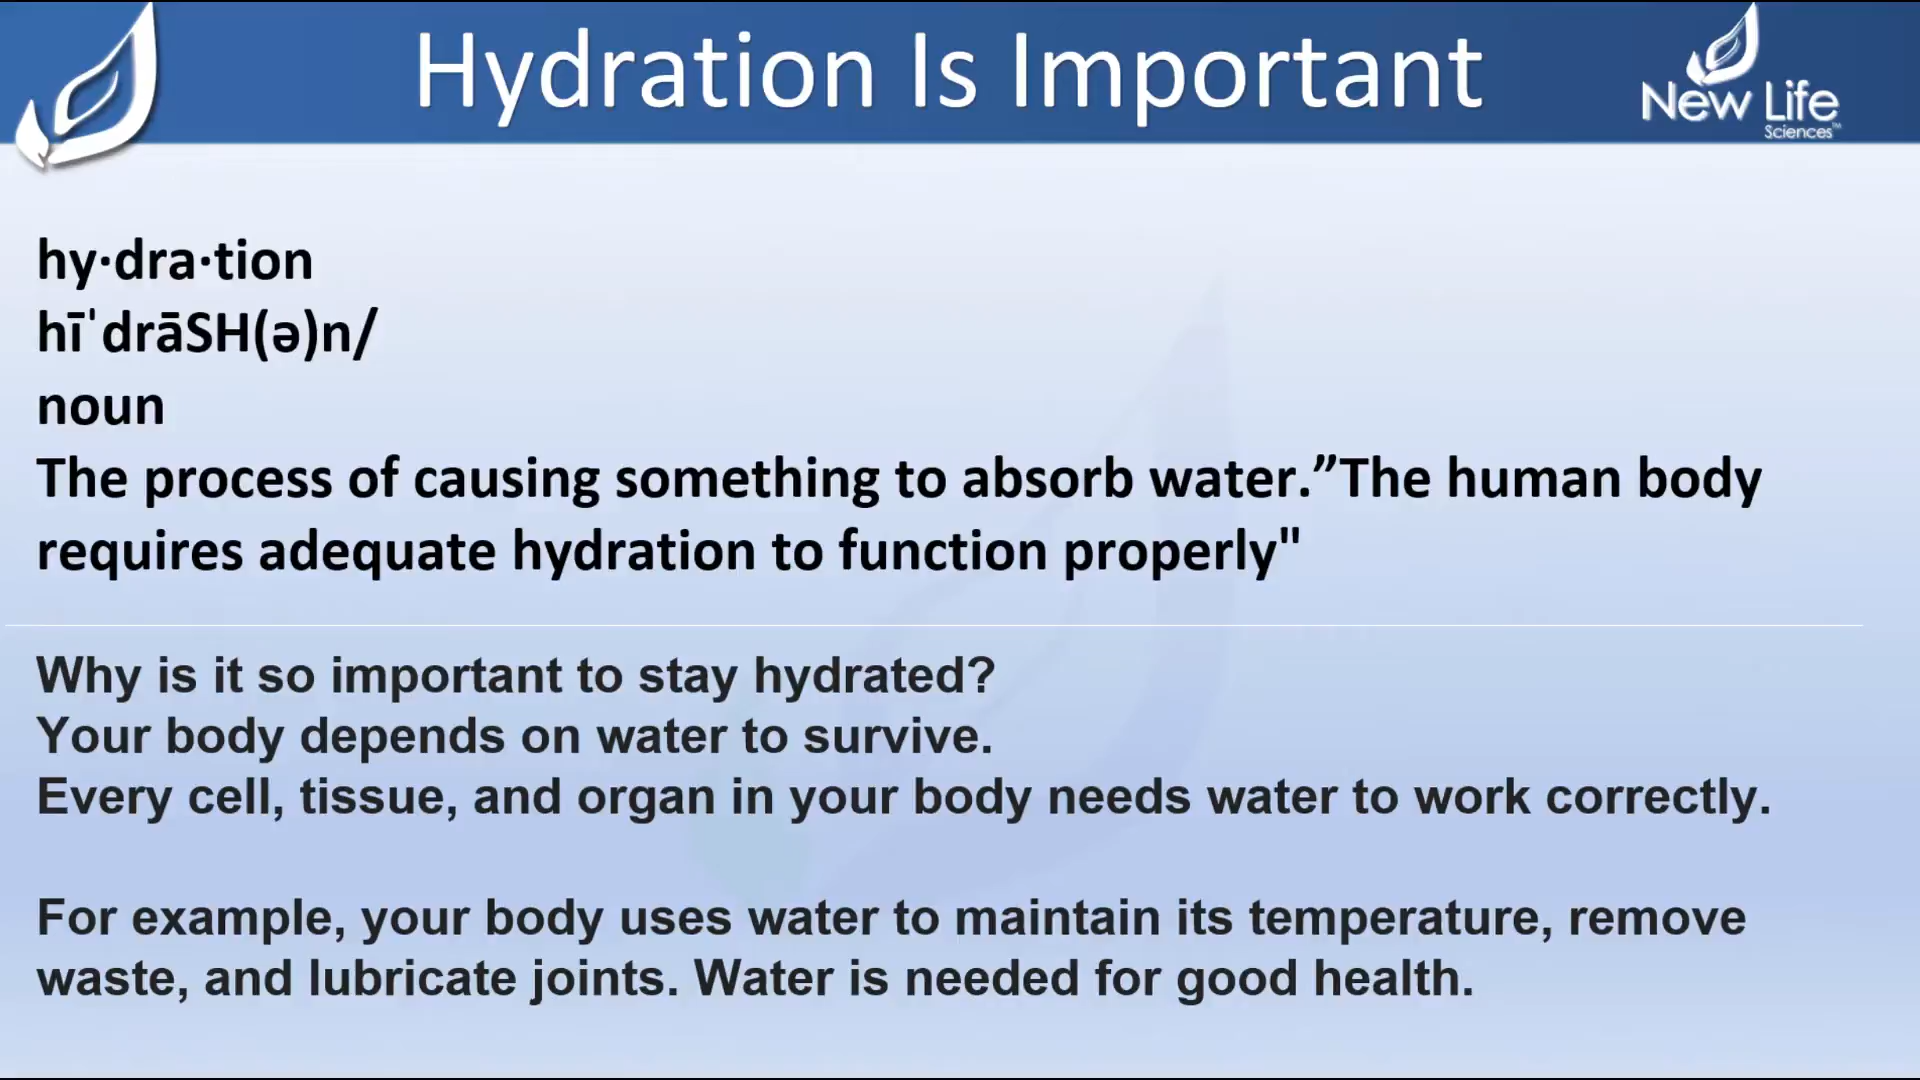 Hydration Is Important
New Life
Sciences™
hy·dra·tion
hīˈdrāSH(ə)n/
noun
The process of causing something to absorb water.”The human body
requires adequate hydration to function properly"
Why is it so important to stay hydrated?
Your body depends on water to survive.
Every cell, tissue, and organ in your body needs water to work correctly.
For example, your body uses water to maintain its temperature, remove
waste, and lubricate joints. Water is needed for good health.